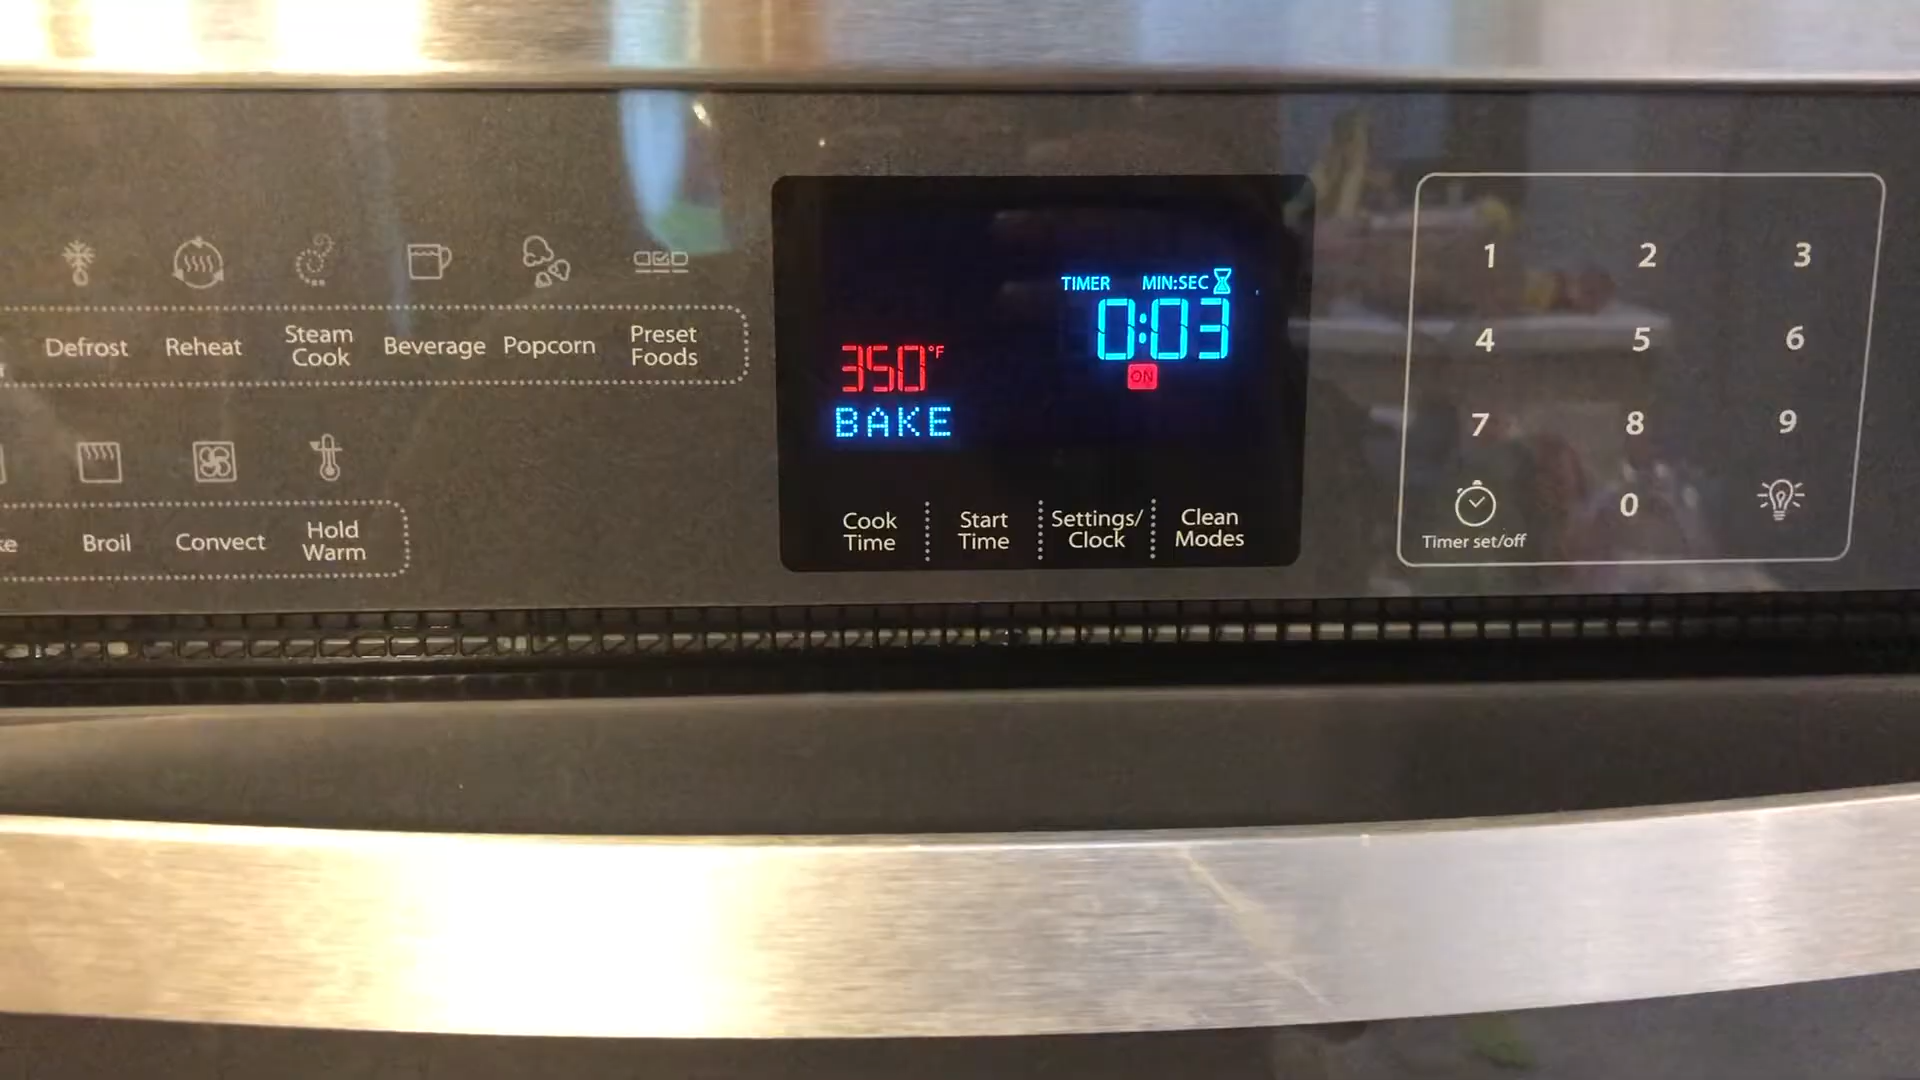 TIMER MIN:SEC
0:03
ON
350°F
BAKE
Defrost
Reheat
Steam
Cook
Beverage
Popcorn
Preset
Foods
Broil
Convect
Hold
Warm
Cook
Time
Start
Time
Settings/
Clock
Clean
Modes
1 2 3
4 5 6
7 8 9
0
Timer set/off